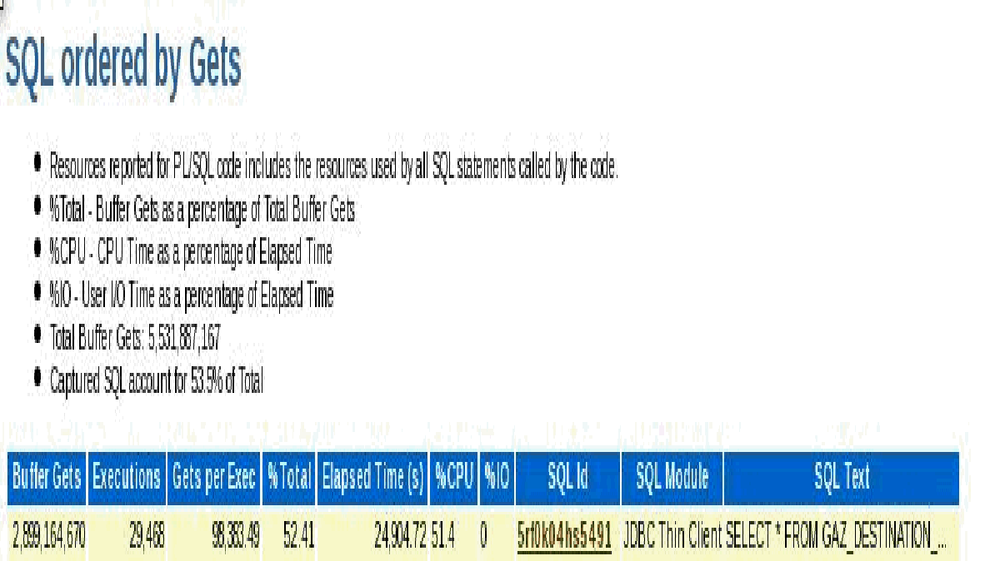 SQL ordered by Gets
Resources reported for PL/SQL code includes the resources used by all SQL statements called by the code.
%Total - Buffer Gets as a percentage of Total Buffer Gets
%CPU - CPU Time as a percentage of Elapsed Time
%IO - User I/O Time as a percentage of Elapsed Time
Total Buffer Gets: 5,531,887,167
Captured SQL account for 53.5% of Total
Buffer Gets Executions Gets per Exec %Total Elapsed Time (s) %CPU %IO SQL Id SQL Module SQL Text
2,899,164,670 29,468 98,383.49 52.41 24,904.72 51.4 0 5rf0k04hs5491 JDBC Thin Client SELECT * FROM GAZ_DESTINATION_...